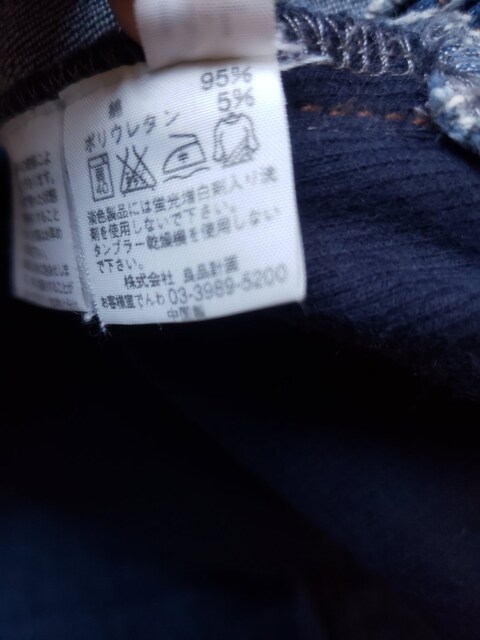 綿 95%
ポリウレタン 5%
40
淡色製品には蛍光増白剤入り洗
剤を使用しないで下さい。
タンブラー乾燥機を使用しない
で下さい。
株式会社 良品計画
お客様室でんわ 03-3989-5200
中国製